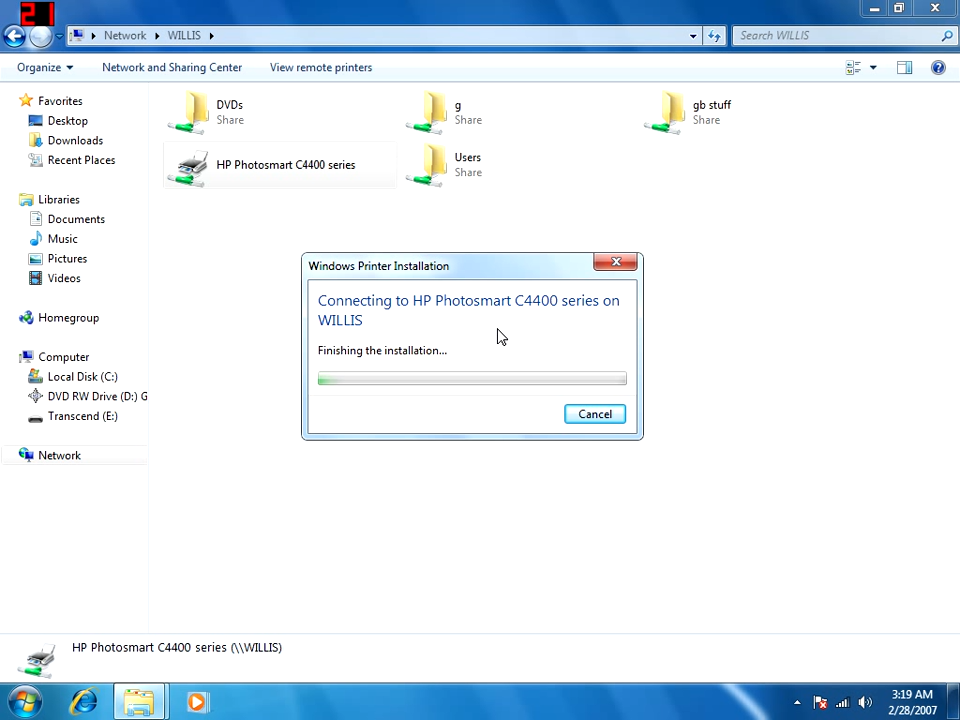 21
Network
WILLIS
Search WILLIS
Organize
Network and Sharing Center
View remote printers
Favorites
Desktop
Downloads
Recent Places
Libraries
Documents
Music
Pictures
Videos
Homegroup
Computer
Local Disk (C:)
DVD RW Drive (D:) G
Transcend (E:)
Network
DVDs
Share
g
Share
gb stuff
Share
HP Photosmart C4400 series
Users
Share
Windows Printer Installation
Connecting to HP Photosmart C4400 series on
WILLIS
Finishing the installation...
Cancel
HP Photosmart C4400 series (\\WILLIS)
3:19 AM
2/28/2007